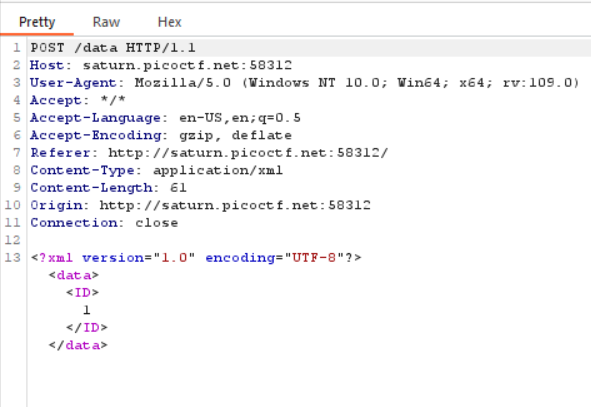 Pretty Raw Hex
1 POST /data HTTP/1.1
2 Host: saturn.picoctf.net:58312
3 User-Agent: Mozilla/5.0 (Windows NT 10.0; Win64; x64; rv:109.0)
4 Accept: */*
5 Accept-Language: en-US,en;q=0.5
6 Accept-Encoding: gzip, deflate
7 Referer: http://saturn.picoctf.net:58312/
8 Content-Type: application/xml
9 Content-Length: 61
10 Origin: http://saturn.picoctf.net:58312
11 Connection: close
12
13 <?xml version="1.0" encoding="UTF-8"?>
<data>
<ID>
1
</ID>
</data>